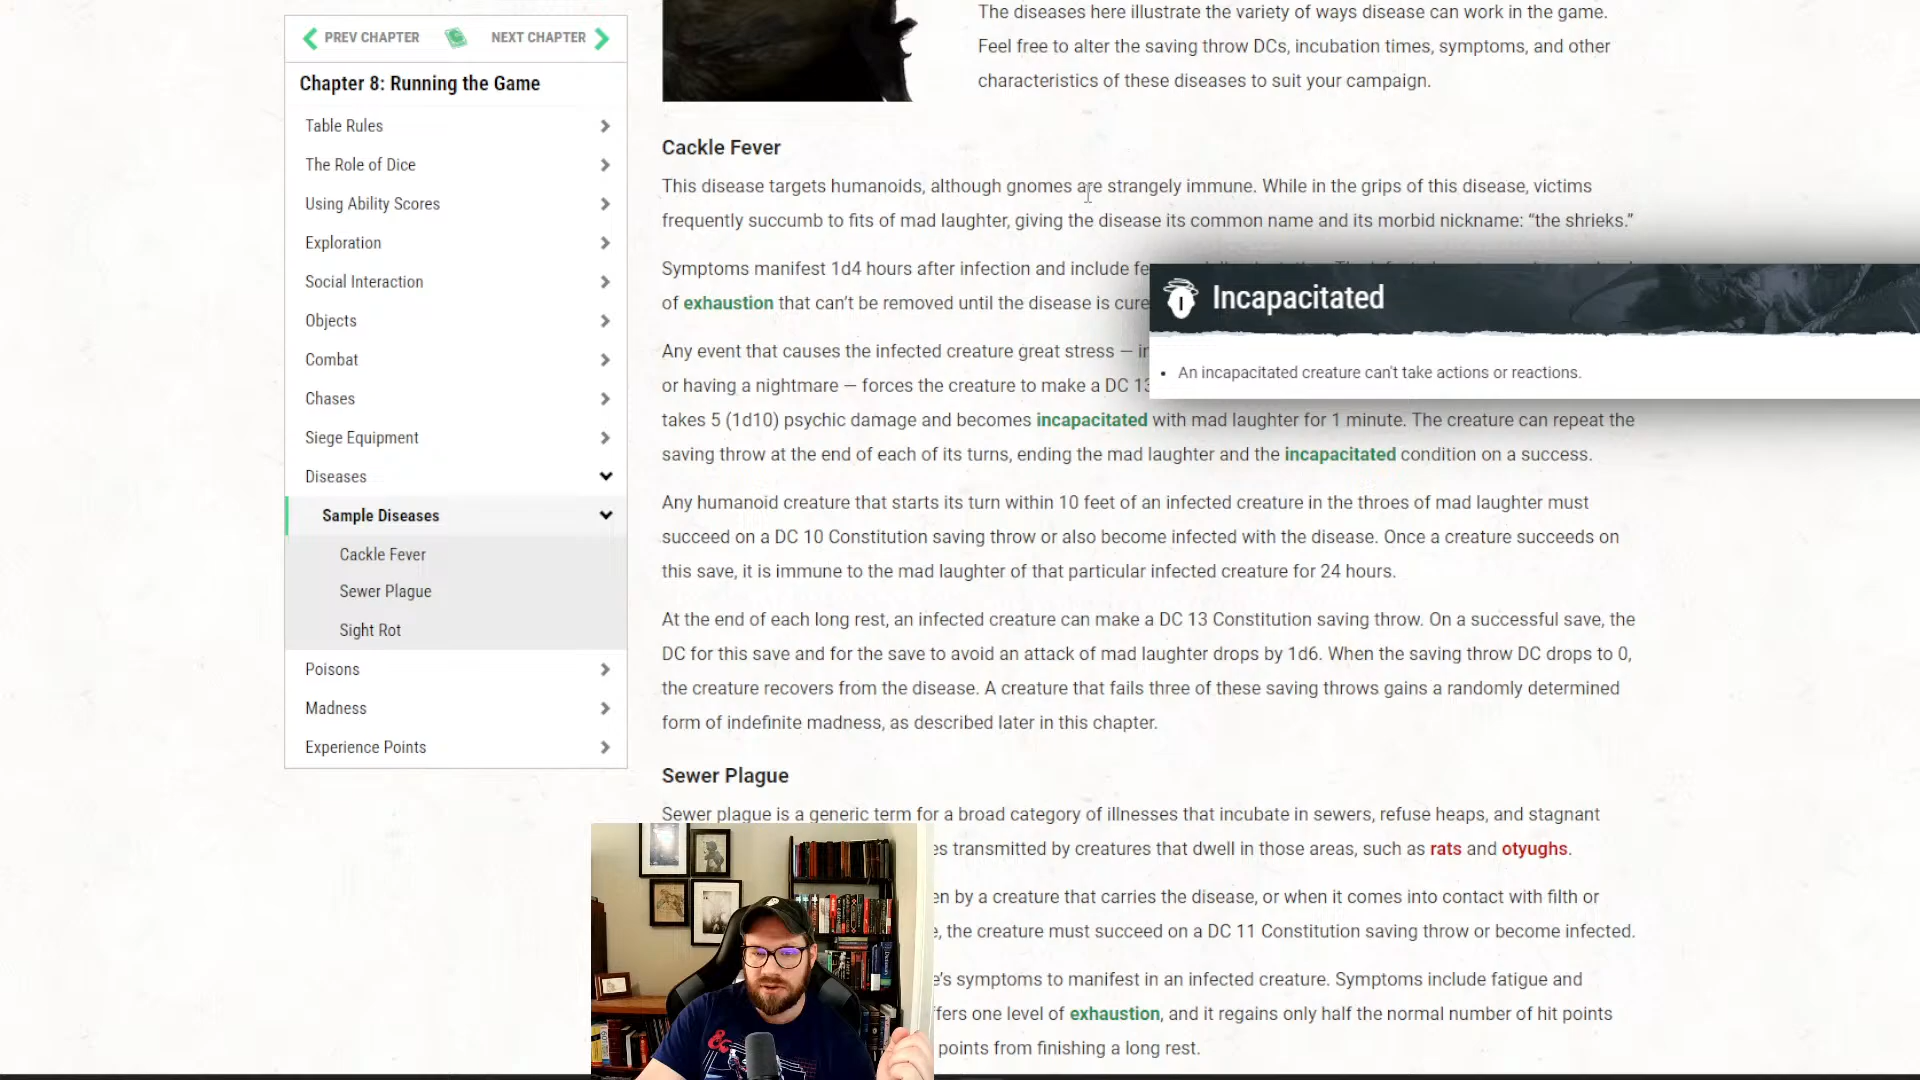 PREV CHAPTER
NEXT CHAPTER
Chapter 8: Running the Game
Table Rules
The Role of Dice
Using Ability Scores
Exploration
Social Interaction
Objects
Combat
Chases
Siege Equipment
Diseases
Sample Diseases
Cackle Fever
Sewer Plague
Sight Rot
Poisons
Madness
Experience Points
The diseases here illustrate the variety of ways disease can work in the game.
Feel free to alter the saving throw DCs, incubation times, symptoms, and other
characteristics of these diseases to suit your campaign.
Cackle Fever
This disease targets humanoids, although gnomes are strangely immune. While in the grips of this disease, victims
frequently succumb to fits of mad laughter, giving the disease its common name and its morbid nickname: “the shrieks.”
Symptoms manifest 1d4 hours after infection and include fe
of exhaustion that can’t be removed until the disease is cure
Any event that causes the infected creature great stress — in
or having a nightmare — forces the creature to make a DC 13
takes 5 (1d10) psychic damage and becomes incapacitated with mad laughter for 1 minute. The creature can repeat the
saving throw at the end of each of its turns, ending the mad laughter and the incapacitated condition on a success.
Incapacitated
• An incapacitated creature can't take actions or reactions.
Any humanoid creature that starts its turn within 10 feet of an infected creature in the throes of mad laughter must
succeed on a DC 10 Constitution saving throw or also become infected with the disease. Once a creature succeeds on
this save, it is immune to the mad laughter of that particular infected creature for 24 hours.
At the end of each long rest, an infected creature can make a DC 13 Constitution saving throw. On a successful save, the
DC for this save and for the save to avoid an attack of mad laughter drops by 1d6. When the saving throw DC drops to 0,
the creature recovers from the disease. A creature that fails three of these saving throws gains a randomly determined
form of indefinite madness, as described later in this chapter.
Sewer Plague
Sewer plague is a generic term for a broad category of illnesses that incubate in sewers, refuse heaps, and stagnant
es transmitted by creatures that dwell in those areas, such as rats and otyughs.
en by a creature that carries the disease, or when it comes into contact with filth or
e, the creature must succeed on a DC 11 Constitution saving throw or become infected.
e’s symptoms to manifest in an infected creature. Symptoms include fatigue and
ffers one level of exhaustion, and it regains only half the normal number of hit points
points from finishing a long rest.